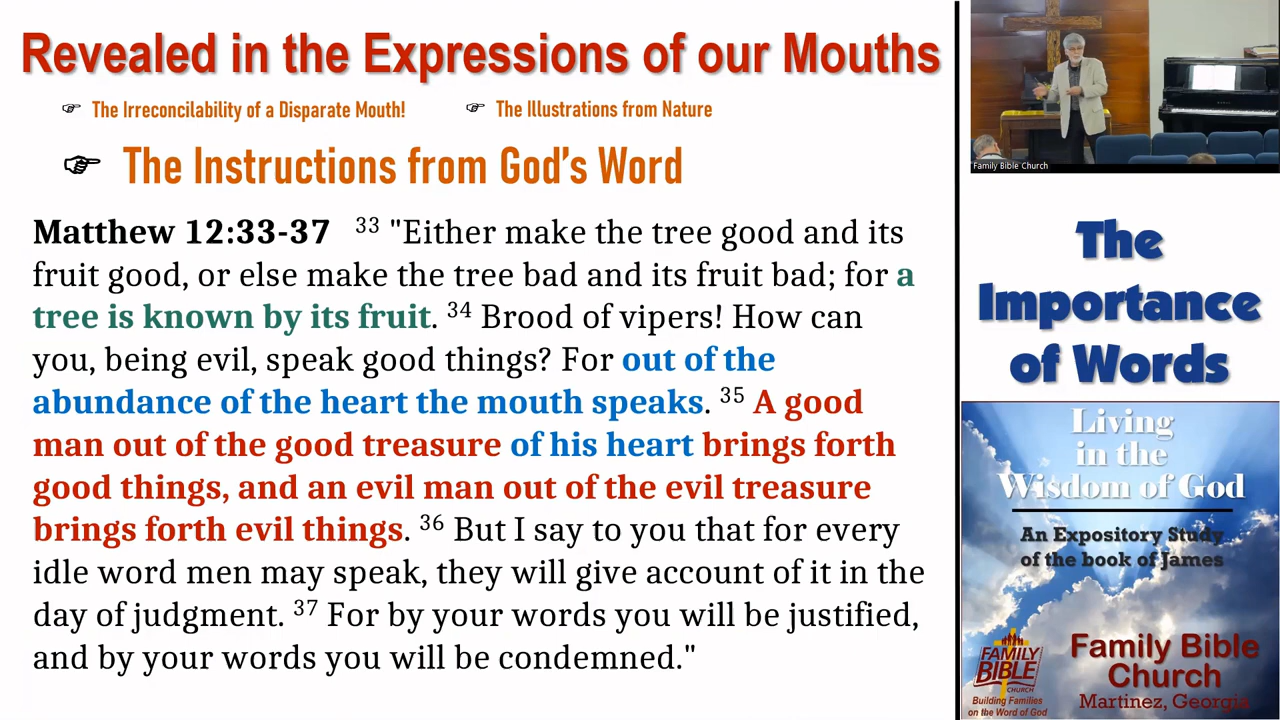 Revealed in the Expressions of our Mouths
The Irreconcilability of a Disparate Mouth!
The Illustrations from Nature
The Instructions from God's Word
Matthew 12:33-37 33 "Either make the tree good and its
fruit good, or else make the tree bad and its fruit bad; for a
tree is known by its fruit. 34 Brood of vipers! How can
you, being evil, speak good things? For out of the
abundance of the heart the mouth speaks. 35 A good
man out of the good treasure of his heart brings forth
good things, and an evil man out of the evil treasure
brings forth evil things. 36 But I say to you that for every
idle word men may speak, they will give account of it in the
day of judgment. 37 For by your words you will be justified,
and by your words you will be condemned."
Family Bible Church
The
Importance
of Words
Living
in the
Wisdom of God
An Expository Study
of the book of James
FAMILY
BIBLE
CHURCH
Building Families
on the Word of God
Family Bible
Church
Martinez, Georgia